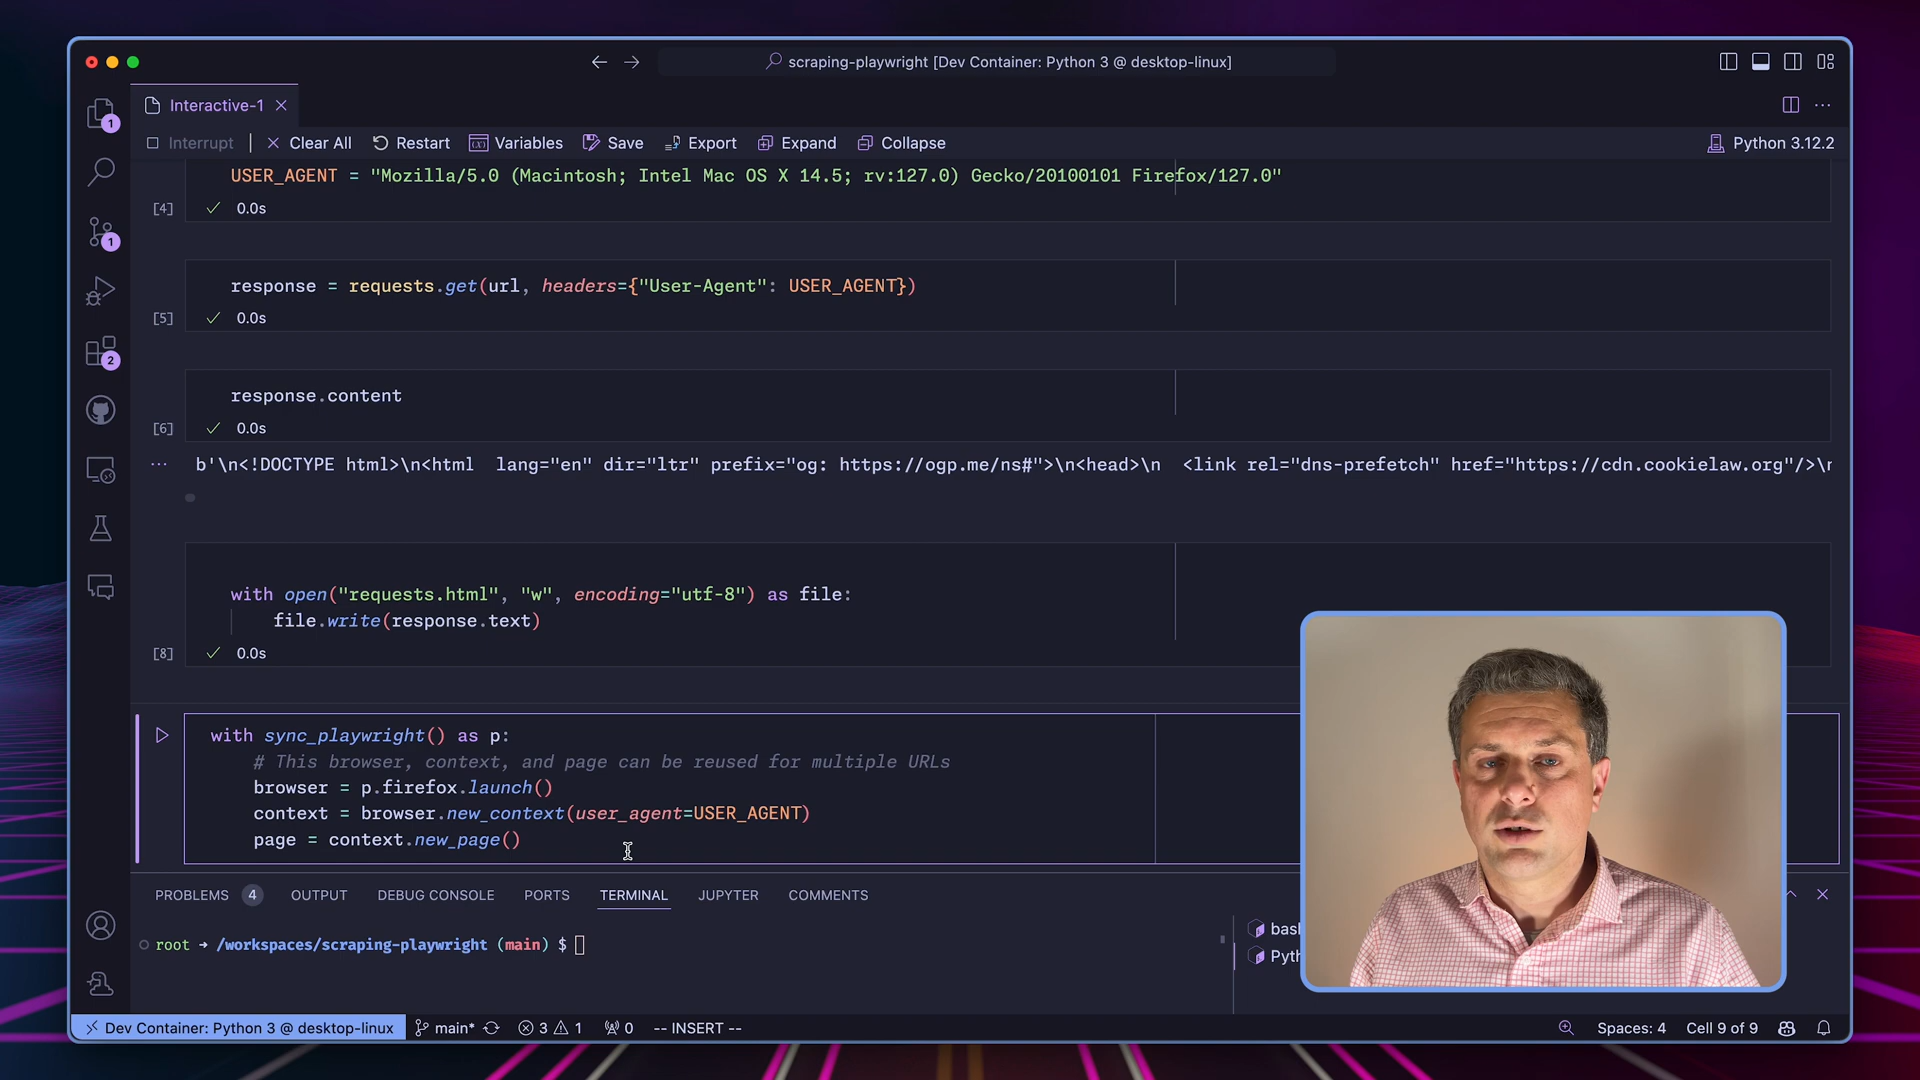 scraping-playwright [Dev Container: Python 3 @ desktop-linux]
Interactive-1
Interrupt
Clear All
Restart
Variables
Save
Export
Expand
Collapse
Python 3.12.2
1
1
2
USER_AGENT = "Mozilla/5.0 (Macintosh; Intel Mac OS X 14.5; rv:127.0) Gecko/20100101 Firefox/127.0"
[4] 0.0s
response = requests.get(url, headers={"User-Agent": USER_AGENT})
[5] 0.0s
response.content
[6] 0.0s
b'\n<!DOCTYPE html>\n<html  lang="en" dir="ltr" prefix="og: https://ogp.me/ns#">\n<head>\n  <link rel="dns-prefetch" href="https://cdn.cookielaw.org"/>\n
with open("requests.html", "w", encoding="utf-8") as file:
    file.write(response.text)
[8] 0.0s
with sync_playwright() as p:
    # This browser, context, and page can be reused for multiple URLs
    browser = p.firefox.launch()
    context = browser.new_context(user_agent=USER_AGENT)
    page = context.new_page()
PROBLEMS 4 OUTPUT DEBUG CONSOLE PORTS TERMINAL JUPYTER COMMENTS
root ➜ /workspaces/scraping-playwright (main) $
bas
Pyth
Dev Container: Python 3 @ desktop-linux main* 3 1 0 -- INSERT --
Spaces: 4 Cell 9 of 9